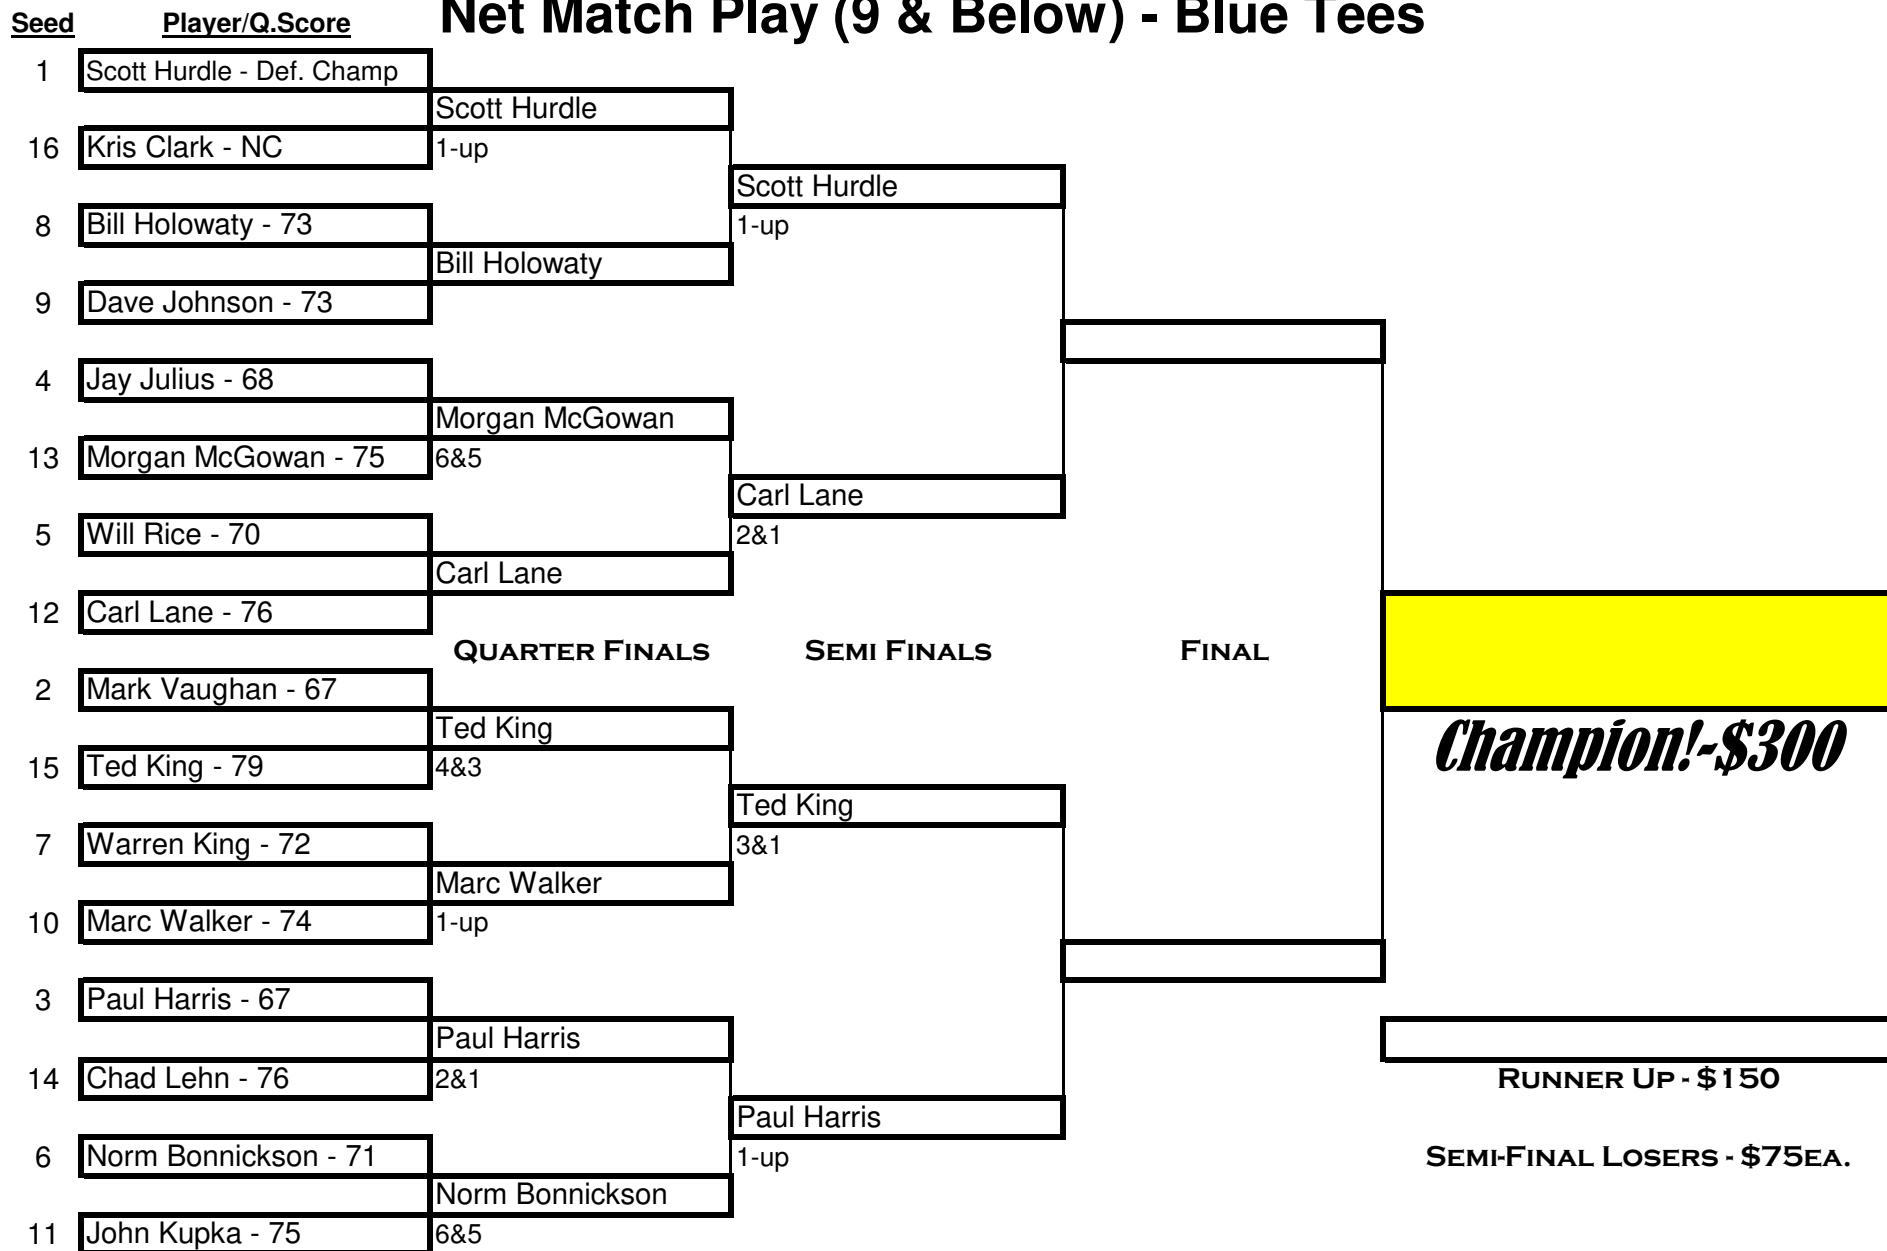 Net Match Play (9 & Below) - Blue Tees
Seed Player/Q.Score
1 Scott Hurdle - Def. Champ
Scott Hurdle
16 Kris Clark - NC 1-up
Scott Hurdle
8 Bill Holowaty - 73 1-up
Bill Holowaty
9 Dave Johnson - 73
4 Jay Julius - 68
Morgan McGowan
13 Morgan McGowan - 75 6&5
Carl Lane
5 Will Rice - 70 2&1
Carl Lane
12 Carl Lane - 76
QUARTER FINALS SEMI FINALS FINAL
2 Mark Vaughan - 67
Ted King
Champion!-$300
15 Ted King - 79 4&3
Ted King
7 Warren King - 72 3&1
Marc Walker
10 Marc Walker - 74 1-up
3 Paul Harris - 67
Paul Harris
14 Chad Lehn - 76 2&1 RUNNER UP - $150
Paul Harris
6 Norm Bonnickson - 71 1-up SEMI-FINAL LOSERS - $75EA.
Norm Bonnickson
11 John Kupka - 75 6&5